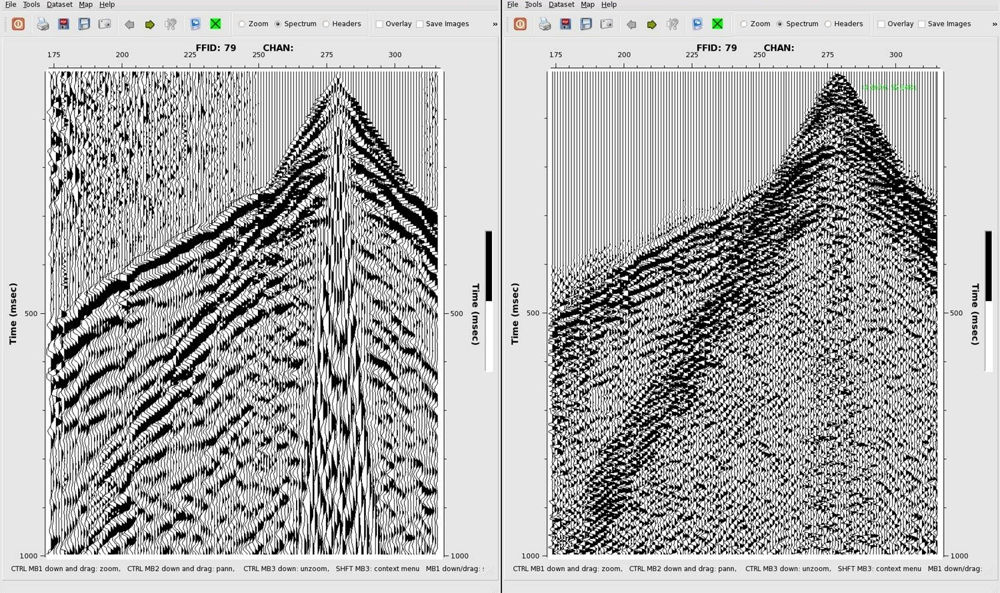 File Tools Dataset Map Help
Zoom Spectrum Headers Overlay Save Images »
FFID: 79 CHAN:
175 200 225 250 275 300
Time (msec)
500
500
Time (msec)
1000
1000
CTRL MB1 down and drag: zoom, CTRL MB2 down and drag: pann, CTRL MB3 down: unzoom, SHFT MB3: context menu MB1 down/drag: :
File Tools Dataset Map Help
Zoom Spectrum Headers Overlay Save Images »
FFID: 79 CHAN:
175 200 225 250 275 300
Time (msec)
500
500
Time (msec)
1000
1000
CTRL MB1 down and drag: zoom, CTRL MB2 down and drag: pann, CTRL MB3 down: unzoom, SHFT MB3: context menu MB1 down/drag: